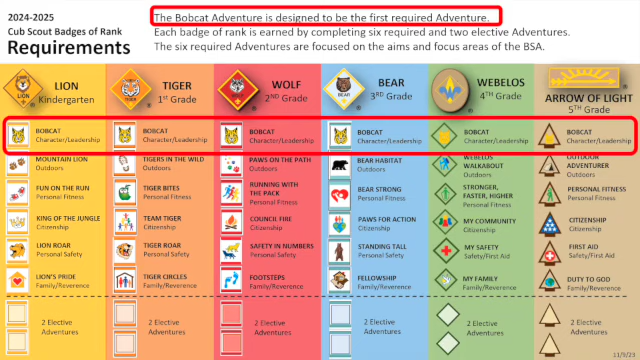 2024-2025
Cub Scout Badges of Rank
Requirements
The Bobcat Adventure is designed to be the first required Adventure.
Each badge of rank is earned by completing six required and two elective Adventures.
The six required Adventures are focused on the aims and focus areas of the BSA.
LION
Kindergarten
TIGER
1st Grade
WOLF
2ND Grade
BEAR
3RD Grade
WEBELOS
4TH Grade
ARROW OF LIGHT
5TH Grade
BOBCAT
Character/Leadership
BOBCAT
Character/Leadership
BOBCAT
Character/Leadership
BOBCAT
Character/Leadership
BOBCAT
Character/Leadership
BOBCAT
Character/Leadership
MOUNTAIN LION
Outdoors
TIGERS IN THE WILD
Outdoors
PAWS ON THE PATH
Outdoors
BEAR HABITAT
Outdoors
WEBELOS
WALKABOUT
Outdoors
OUTDOOR
ADVENTURER
Outdoors
FUN ON THE RUN
Personal Fitness
TIGER BITES
Personal Fitness
RUNNING WITH
THE PACK
Personal Fitness
BEAR STRONG
Personal Fitness
STRONGER,
FASTER, HIGHER
Personal Fitness
PERSONAL FITNESS
Personal Fitness
KING OF THE JUNGLE
Citizenship
TEAM TIGER
Citizenship
COUNCIL FIRE
Citizenship
PAWS FOR ACTION
Citizenship
MY COMMUNITY
Citizenship
CITIZENSHIP
Citizenship
LION ROAR
Personal Safety
TIGER ROAR
Personal Safety
SAFETY IN NUMBERS
Personal Safety
STANDING TALL
Personal Safety
MY SAFETY
Safety/First Aid
FIRST AID
Safety/First Aid
LION'S PRIDE
Family/Reverence
TIGER CIRCLES
Family/Reverence
FOOTSTEPS
Family/Reverence
FELLOWSHIP
Family/Reverence
MY FAMILY
Family/Reverence
DUTY TO GOD
Family/Reverence
2 Elective
Adventures
2 Elective
Adventures
2 Elective
Adventures
2 Elective
Adventures
2 Elective
Adventures
2 Elective
Adventures
11/9/23